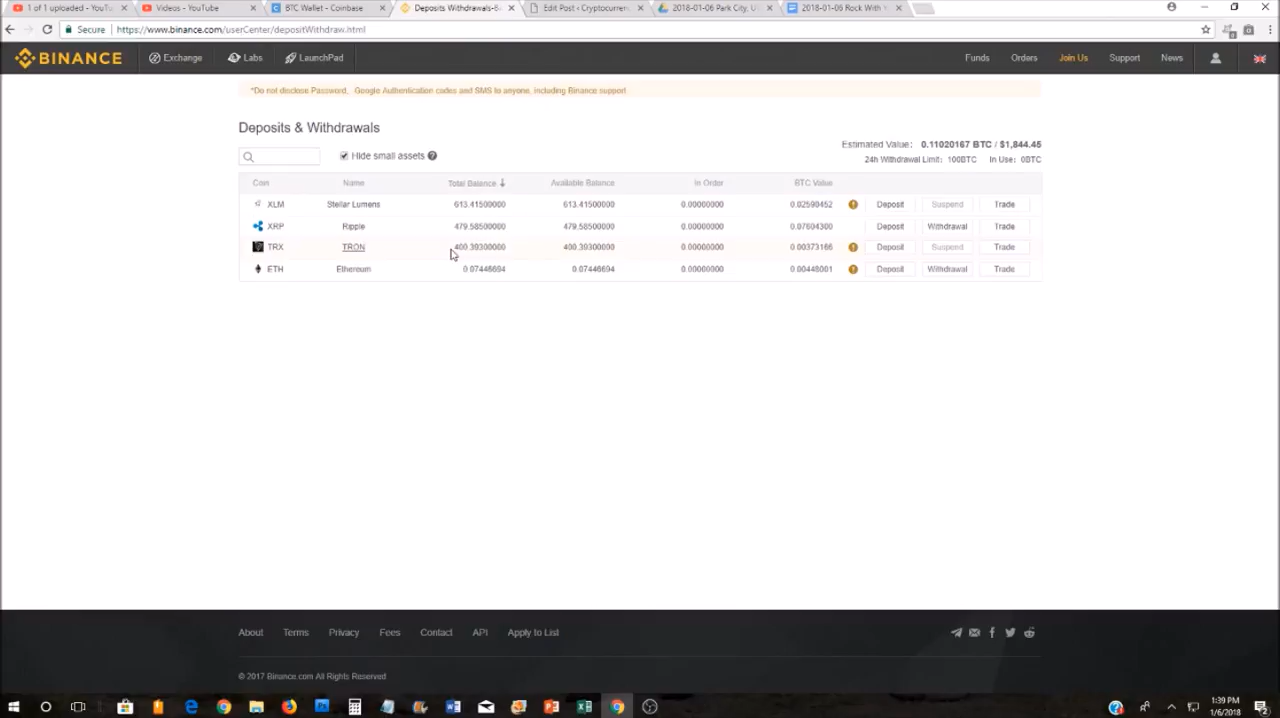 1 of 1 uploaded - YouTu
Videos - YouTube
BTC Wallet - Coinbase
Deposits Withdrawals-B
Edit Post ‹ Cryptocurren
2018-01-06 Park City, U
2018-01-06 Rock With Y
Secure
https://www.binance.com/userCenter/depositWithdraw.html
BINANCE Exchange Labs LaunchPad Funds Orders Join Us Support News
*Do not disclose Password, Google Authentication codes and SMS to anyone, including Binance support
Deposits & Withdrawals
Hide small assets ?
Estimated Value: 0.11020167 BTC / $1,844.45
24h Withdrawal Limit: 100BTC In Use: 0BTC
Coin Name Total Balance ↓ Available Balance In Order BTC Value
XLM Stellar Lumens 613.41500000 613.41500000 0.00000000 0.02590452 Deposit Suspend Trade
XRP Ripple 479.58500000 479.58500000 0.00000000 0.07604300 Deposit Withdrawal Trade
TRX TRON 400.39300000 400.39300000 0.00000000 0.00373166 Deposit Suspend Trade
ETH Ethereum 0.07446694 0.07446694 0.00000000 0.00448001 Deposit Withdrawal Trade
About Terms Privacy Fees Contact API Apply to List
© 2017 Binance.com All Rights Reserved
1:39 PM
1/6/2018